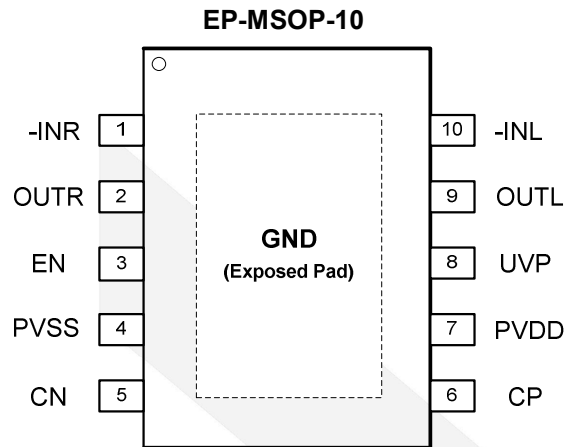 EP-MSOP-10
-INR 1 10 -INL
OUTR 2 9 OUTL
EN 3 8 UVP
GND
(Exposed Pad)
PVSS 4 7 PVDD
CN 5 6 CP